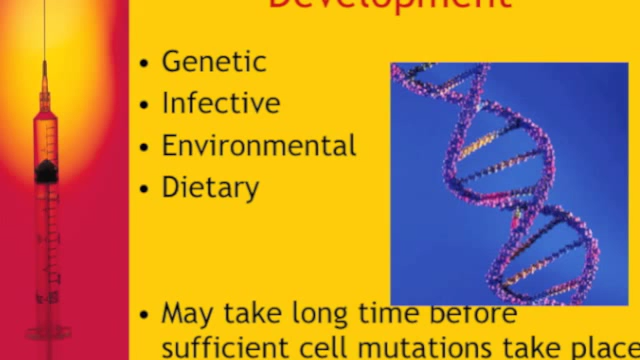 Development
• Genetic
• Infective
• Environmental
• Dietary
• May take long time before
sufficient cell mutations take place